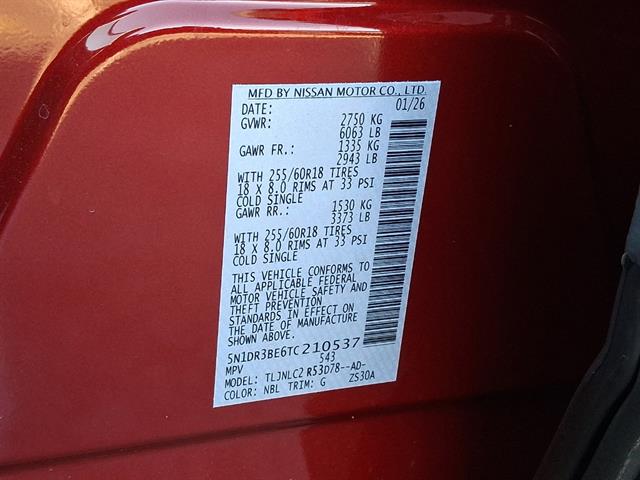 MFD BY NISSAN MOTOR CO., LTD.
DATE: 01/26
GVWR: 2750 KG
6063 LB
GAWR FR.: 1335 KG
2943 LB
WITH 255/60R18 TIRES
18 X 8.0 RIMS AT 33 PSI
COLD SINGLE
GAWR RR.: 1530 KG
3373 LB
WITH 255/60R18 TIRES
18 X 8.0 RIMS AT 33 PSI
COLD SINGLE
THIS VEHICLE CONFORMS TO
ALL APPLICABLE FEDERAL
MOTOR VEHICLE SAFETY AND
THEFT PREVENTION
STANDARDS IN EFFECT ON
THE DATE OF MANUFACTURE
SHOWN ABOVE.
5N1DR3BE6TC210537
MPV 543
MODEL: TLJNLC2 R53D78--AD-
COLOR: NBL TRIM: G ZS30A